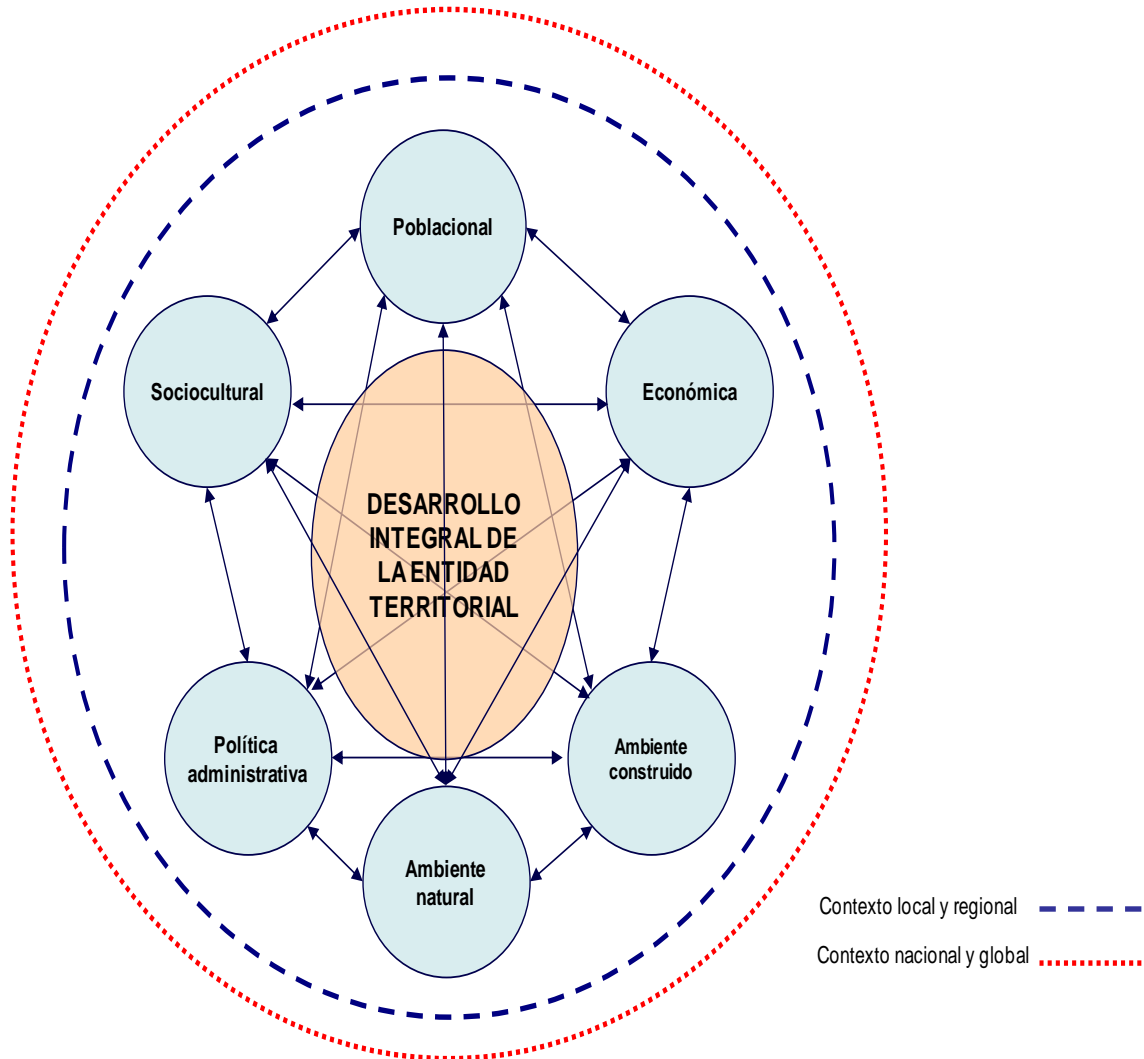 Poblacional
Sociocultural
Económica
DESARROLLO
INTEGRAL DE
LA ENTIDAD
TERRITORIAL
Política
administrativa
Ambiente
construido
Ambiente
natural
Contexto local y regional
Contexto nacional y global